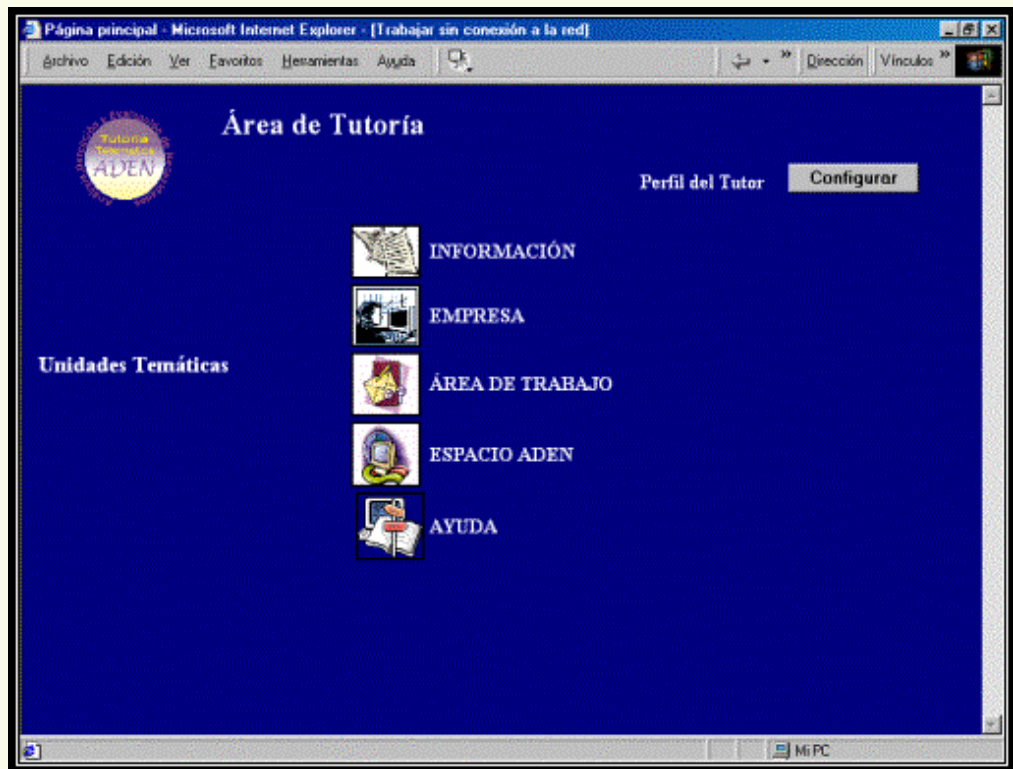 Página principal - Microsoft Internet Explorer - [Trabajar sin conexión a la red]
Archivo Edición Ver Favoritos Herramientas Ayuda » Dirección Vínculos »
Área de Tutoría
Tutoria
Telematica
ADEN
Perfil del Tutor Configurar
INFORMACIÓN
EMPRESA
Unidades Temáticas
ÁREA DE TRABAJO
ESPACIO ADEN
AYUDA
Mi PC